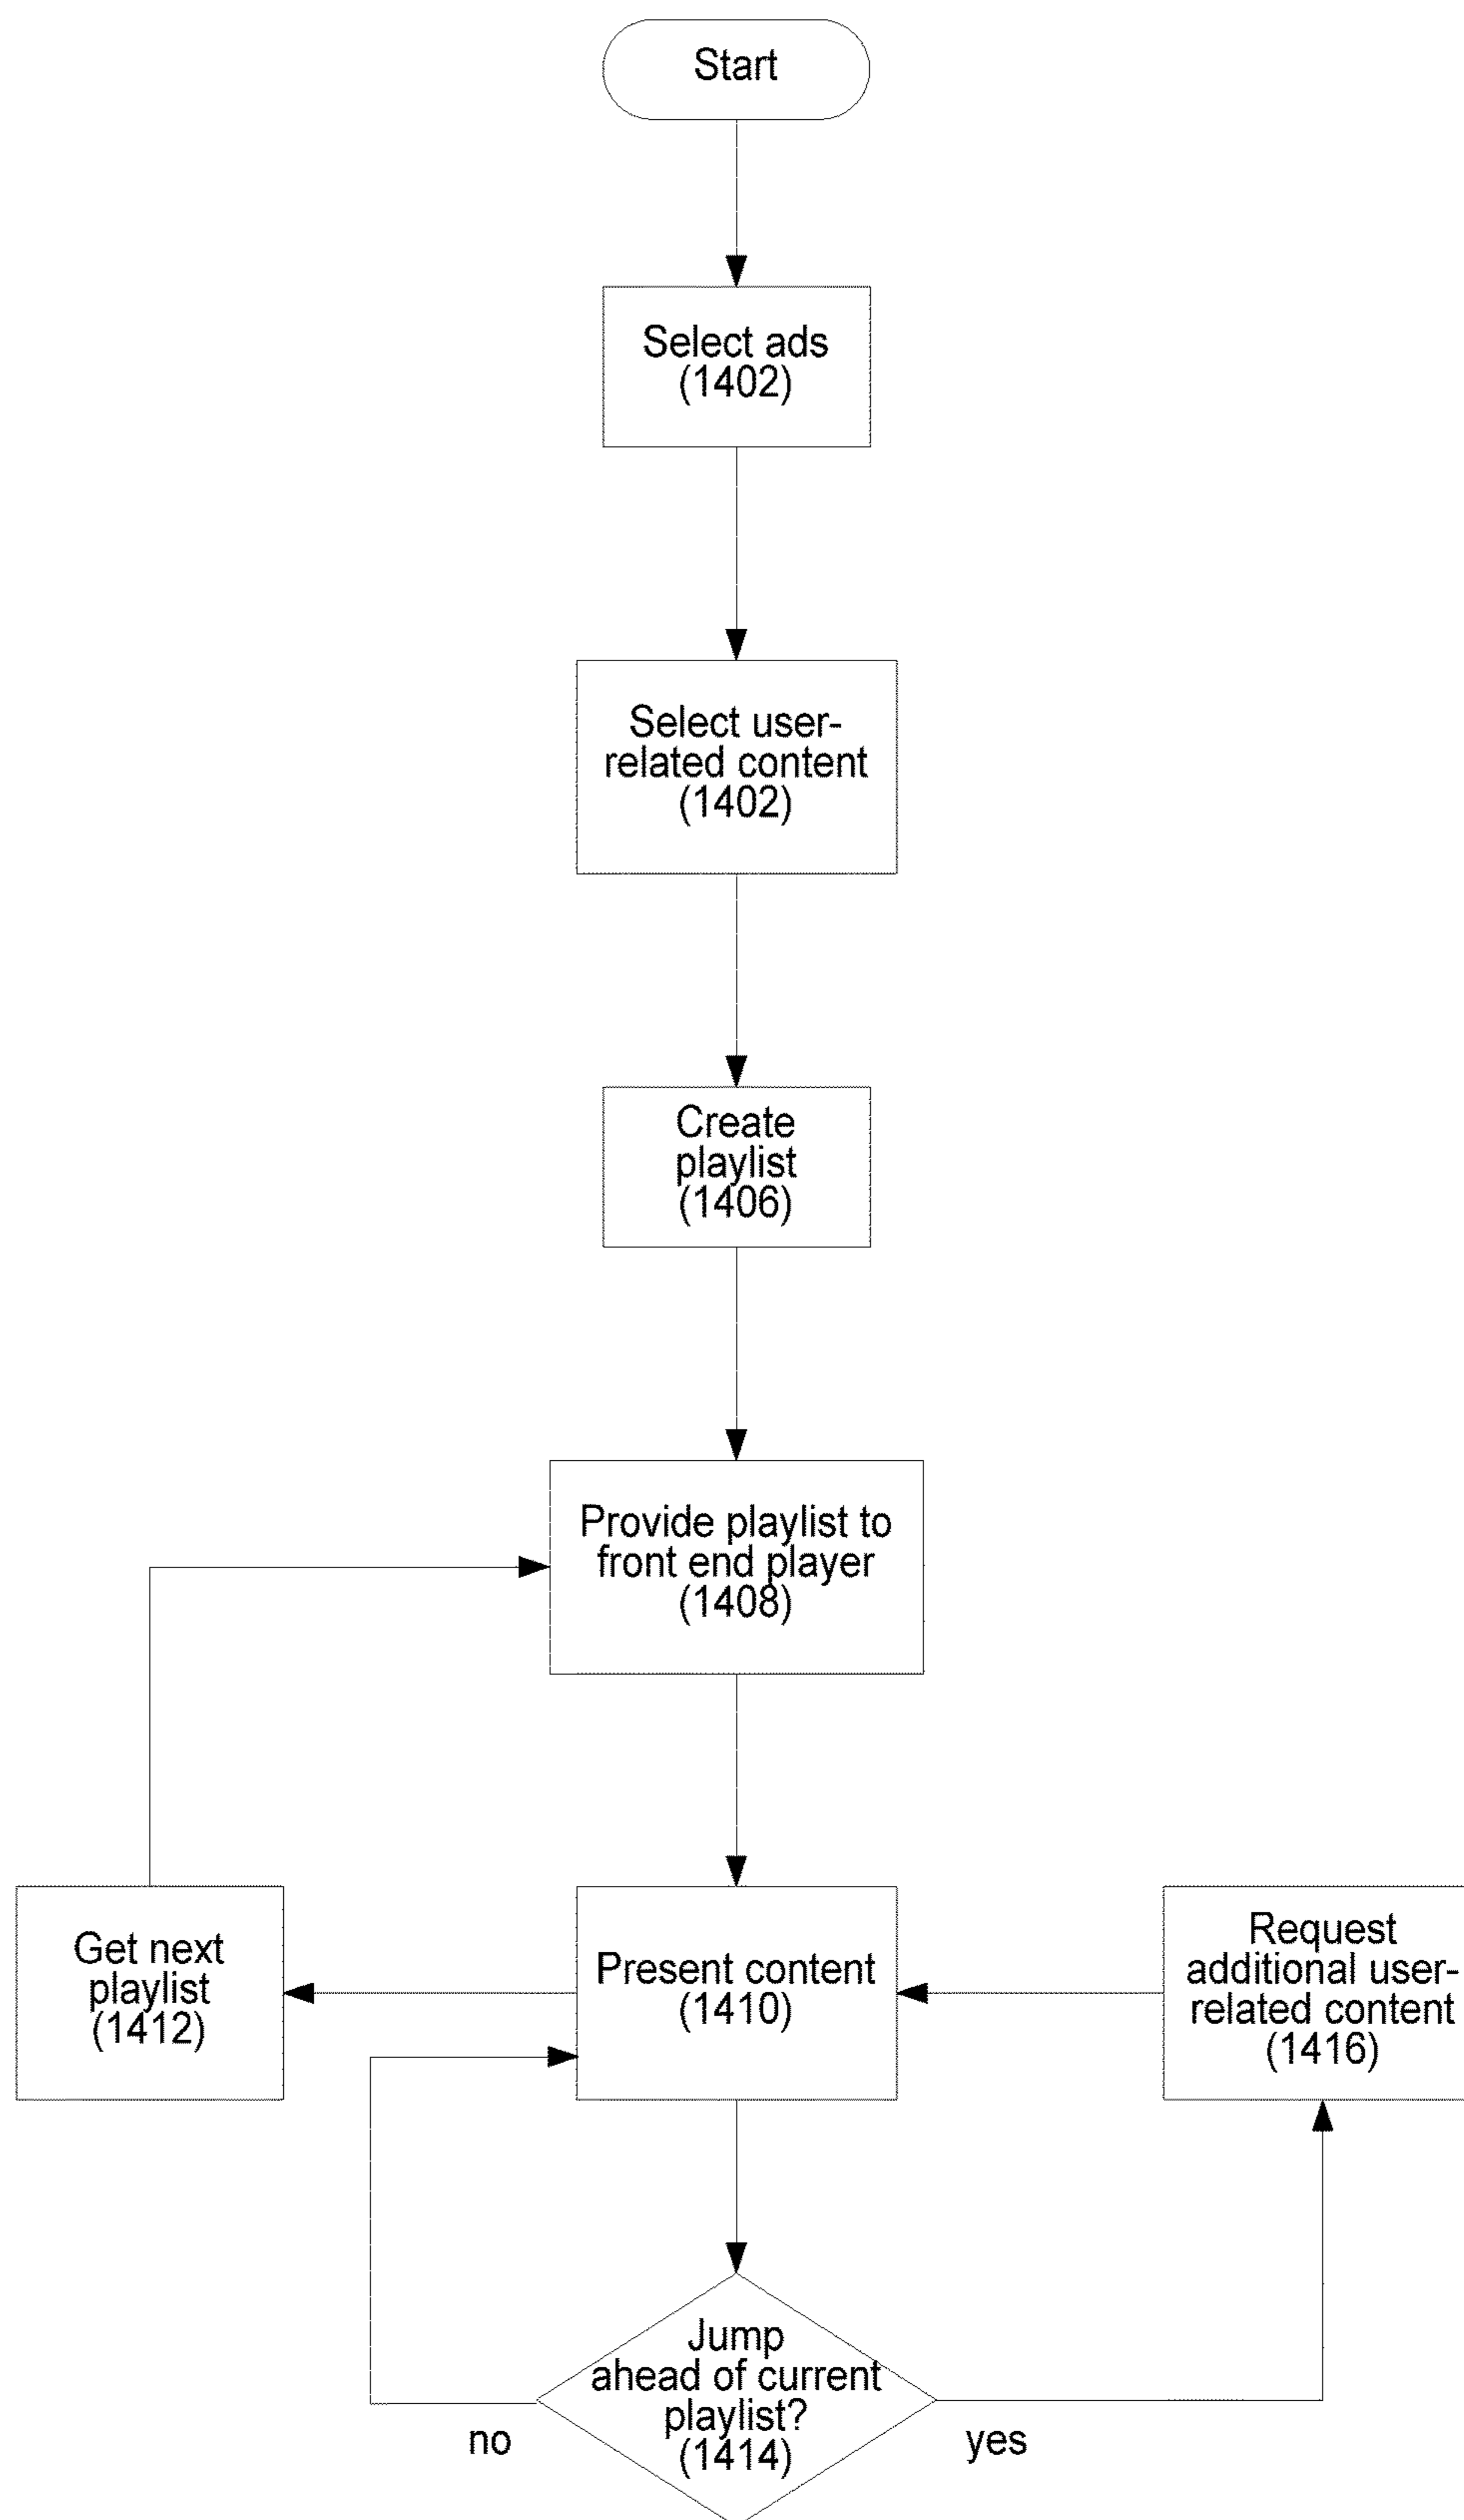 Start
Select ads
(1402)
Select user-
related content
(1402)
Create
playlist
(1406)
Provide playlist to
front end player
(1408)
Get next
playlist
(1412)
Present content
(1410)
Request
additional user-
related content
(1416)
Jump
ahead of current
playlist?
(1414)
no
yes